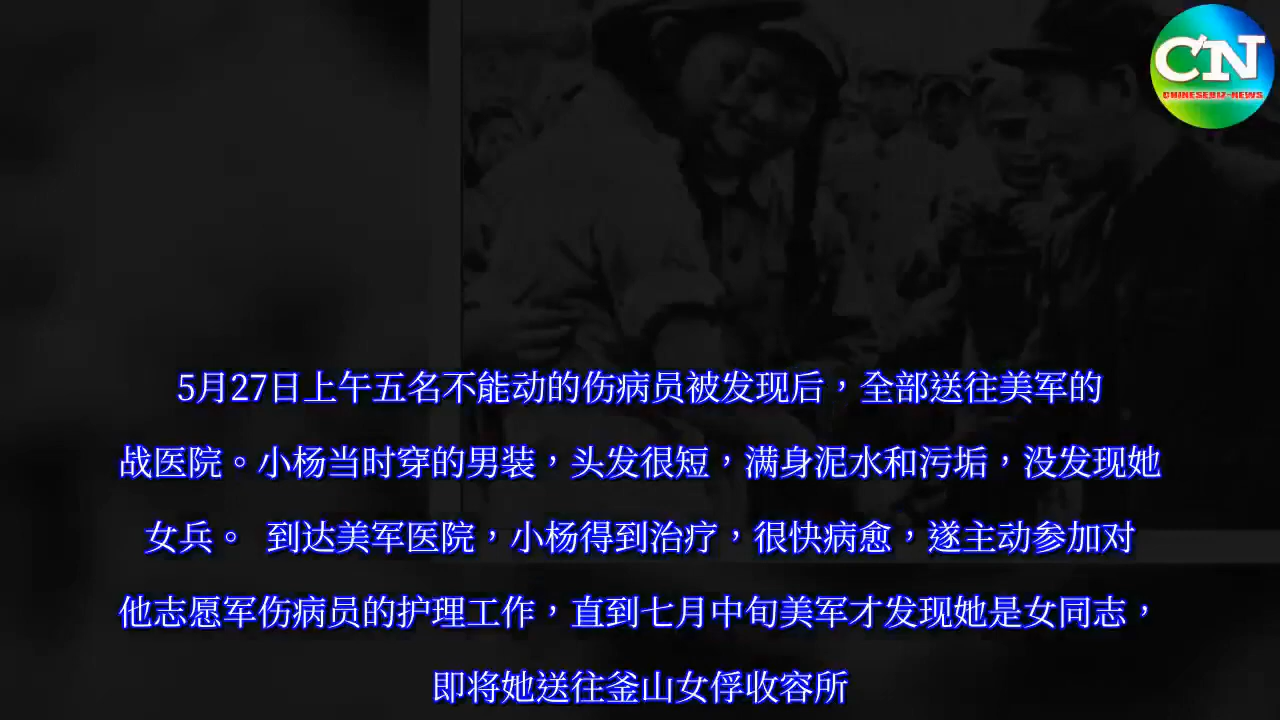 CN
CHINESEBIZ-NEWS
5月27日上午五名不能动的伤病员被发现后，全部送往美军的
战医院。小杨当时穿的男装，头发很短，满身泥水和污垢，没发现她
女兵。 到达美军医院，小杨得到治疗，很快病愈，遂主动参加对
他志愿军伤病员的护理工作，直到七月中旬美军才发现她是女同志，
即将她送往釜山女俘收容所